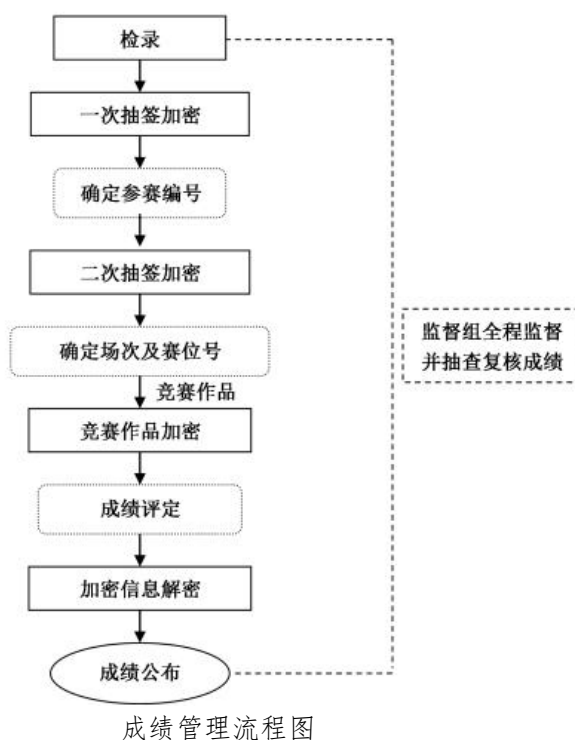 检录
一次抽签加密
确定参赛编号
二次抽签加密
确定场次及赛位号
竞赛作品
竞赛作品加密
成绩评定
加密信息解密
成绩公布
监督组全程监督
并抽查复核成绩
成绩管理流程图